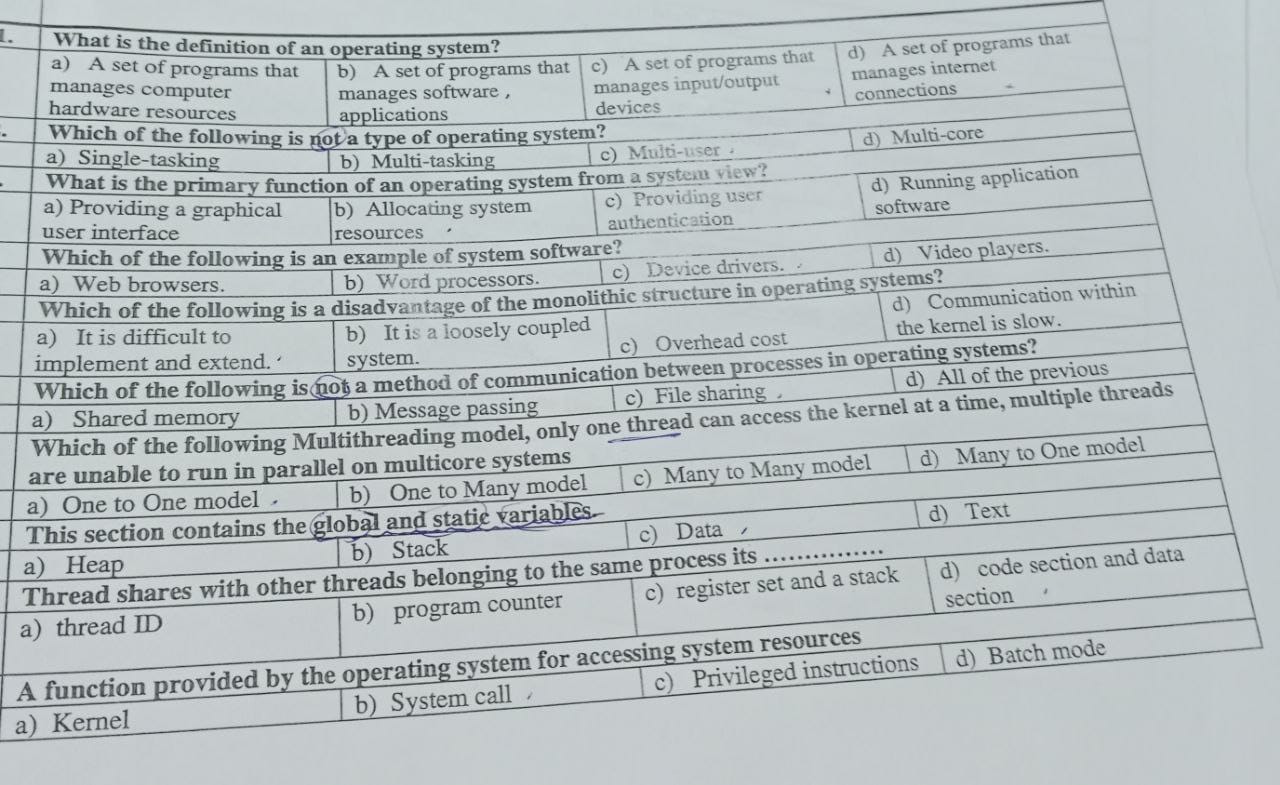 1. What is the definition of an operating system?
a) A set of programs that manages computer hardware resources
b) A set of programs that manages software , applications
c) A set of programs that manages input/output devices
d) A set of programs that manages internet connections
Which of the following is not a type of operating system?
a) Single-tasking
b) Multi-tasking
c) Multi-user
d) Multi-core
What is the primary function of an operating system from a system view?
a) Providing a graphical user interface
b) Allocating system resources
c) Providing user authentication
d) Running application software
Which of the following is an example of system software?
a) Web browsers.
b) Word processors.
c) Device drivers.
d) Video players.
Which of the following is a disadvantage of the monolithic structure in operating systems?
a) It is difficult to implement and extend.
b) It is a loosely coupled system.
c) Overhead cost
d) Communication within the kernel is slow.
Which of the following is not a method of communication between processes in operating systems?
a) Shared memory
b) Message passing
c) File sharing
d) All of the previous
Which of the following Multithreading model, only one thread can access the kernel at a time, multiple threads
are unable to run in parallel on multicore systems
a) One to One model
b) One to Many model
c) Many to Many model
d) Many to One model
This section contains the global and static variables.
a) Heap
b) Stack
c) Data
d) Text
Thread shares with other threads belonging to the same process its ...............
a) thread ID
b) program counter
c) register set and a stack
d) code section and data section
A function provided by the operating system for accessing system resources
a) Kernel
b) System call
c) Privileged instructions
d) Batch mode